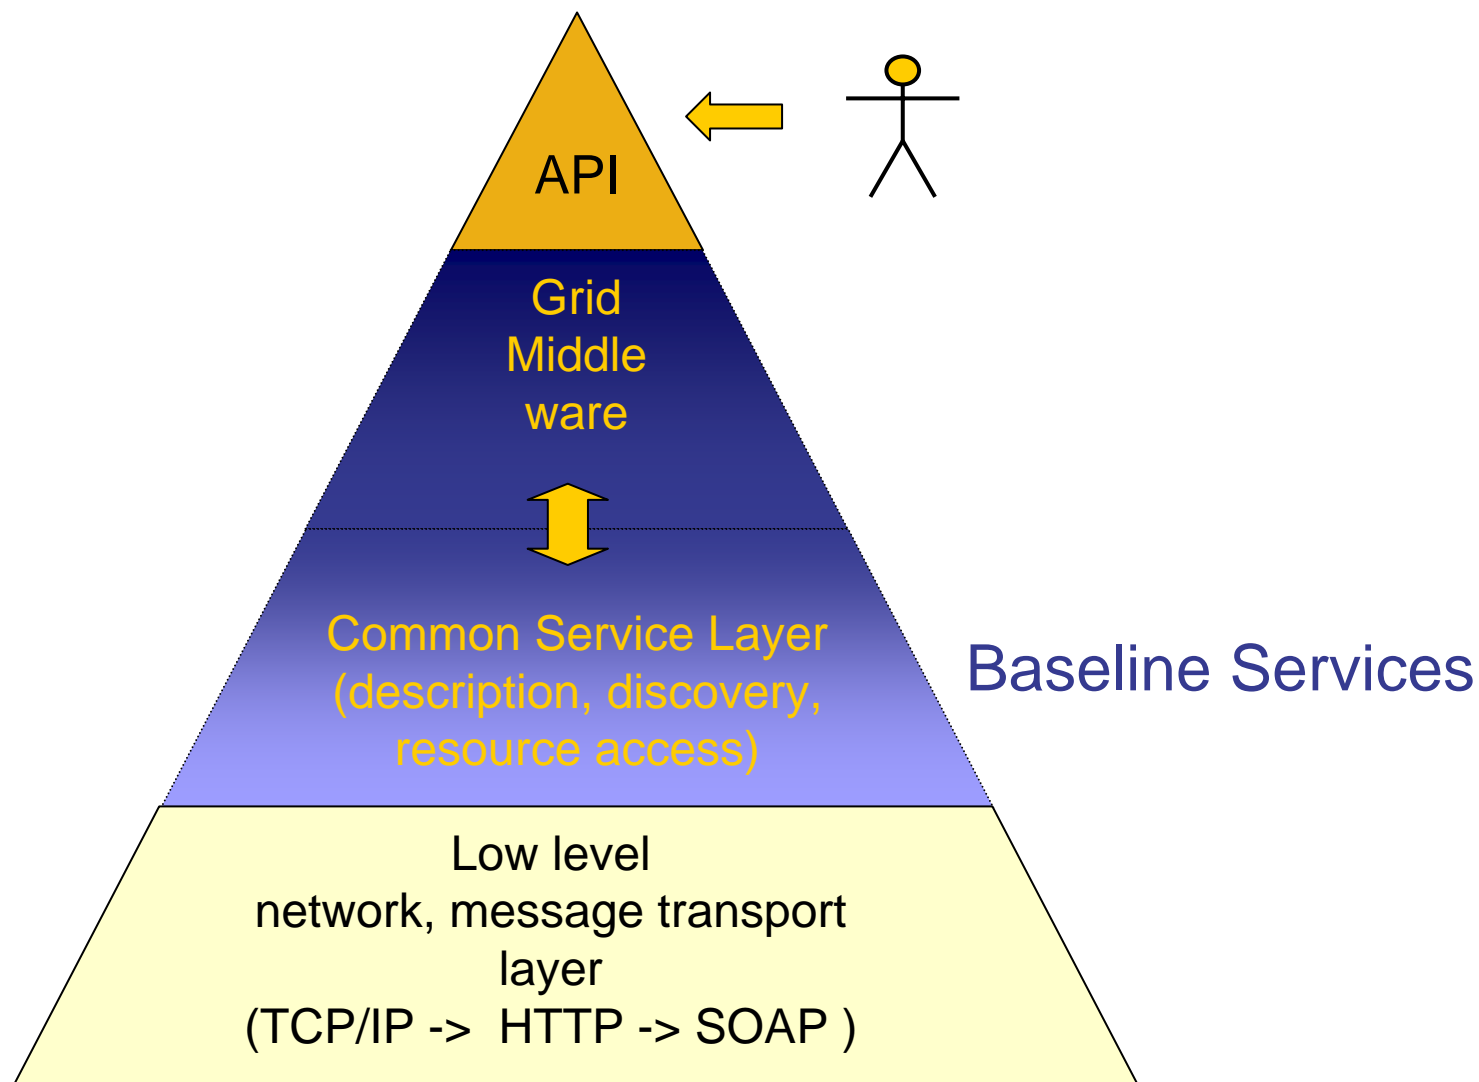 API
Grid
Middle
ware
Common Service Layer
(description, discovery,
resource access)
Baseline Services
Low level
network, message transport
layer
(TCP/IP ->  HTTP -> SOAP )